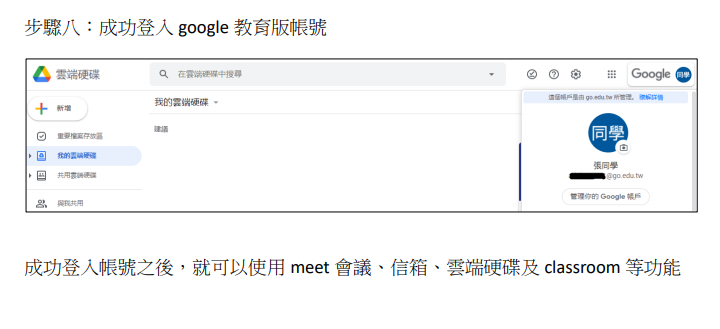 步驟八：成功登入 google 教育版帳號
雲端硬碟
在雲端硬碟中搜尋
Google
同學
新增
我的雲端硬碟
這個帳戶是由 go.edu.tw 所管理。 瞭解詳情
建議
重要檔案存放區
我的雲端硬碟
共用雲端硬碟
與我共用
同學
張同學
@go.edu.tw
管理你的 Google 帳戶
成功登入帳號之後，就可以使用 meet 會議、信箱、雲端硬碟及 classroom 等功能